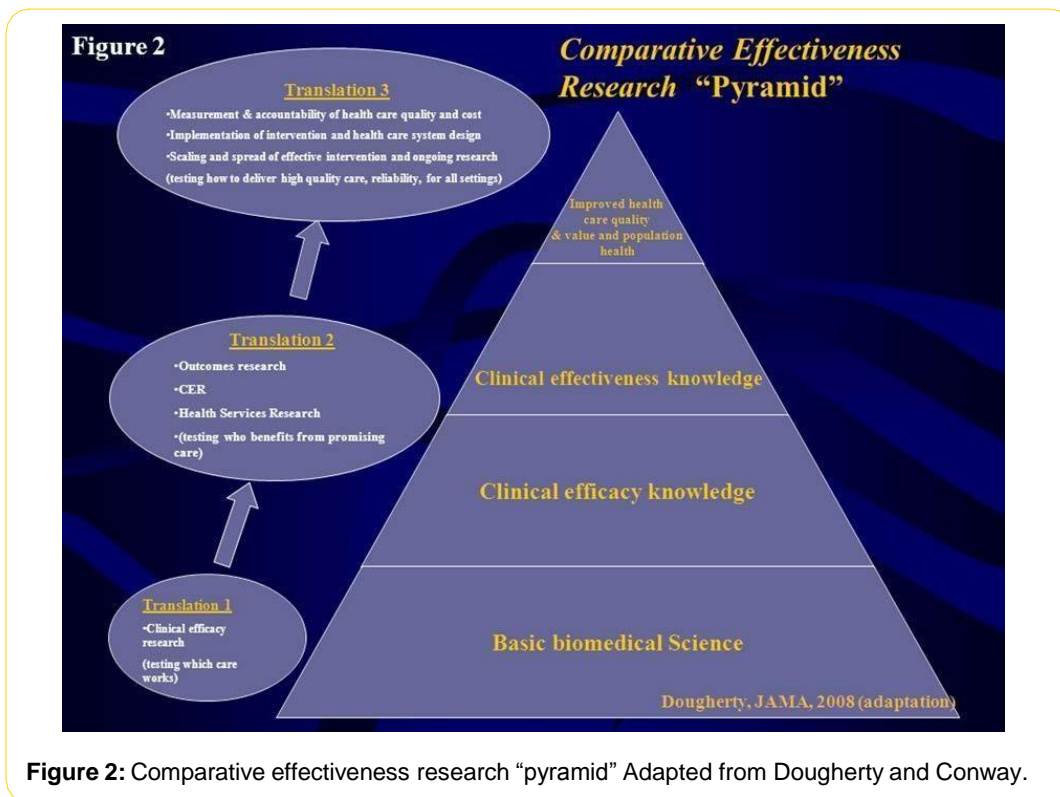 Figure 2
Comparative Effectiveness
Research “Pyramid”
Translation 3
•Measurement & accountability of health care quality and cost
•Implementation of intervention and health care system design
•Scaling and spread of effective intervention and ongoing research
(testing how to deliver high quality care, reliability, for all settings)
Translation 2
•Outcomes research
•CER
•Health Services Research
•(testing who benefits from promising
care)
Translation 1
•Clinical efficacy
research
(testing which care
works)
Improved health
care quality
& value and population
health
Clinical effectiveness knowledge
Clinical efficacy knowledge
Basic biomedical Science
Dougherty, JAMA, 2008 (adaptation)
Figure 2: Comparative effectiveness research “pyramid” Adapted from Dougherty and Conway.